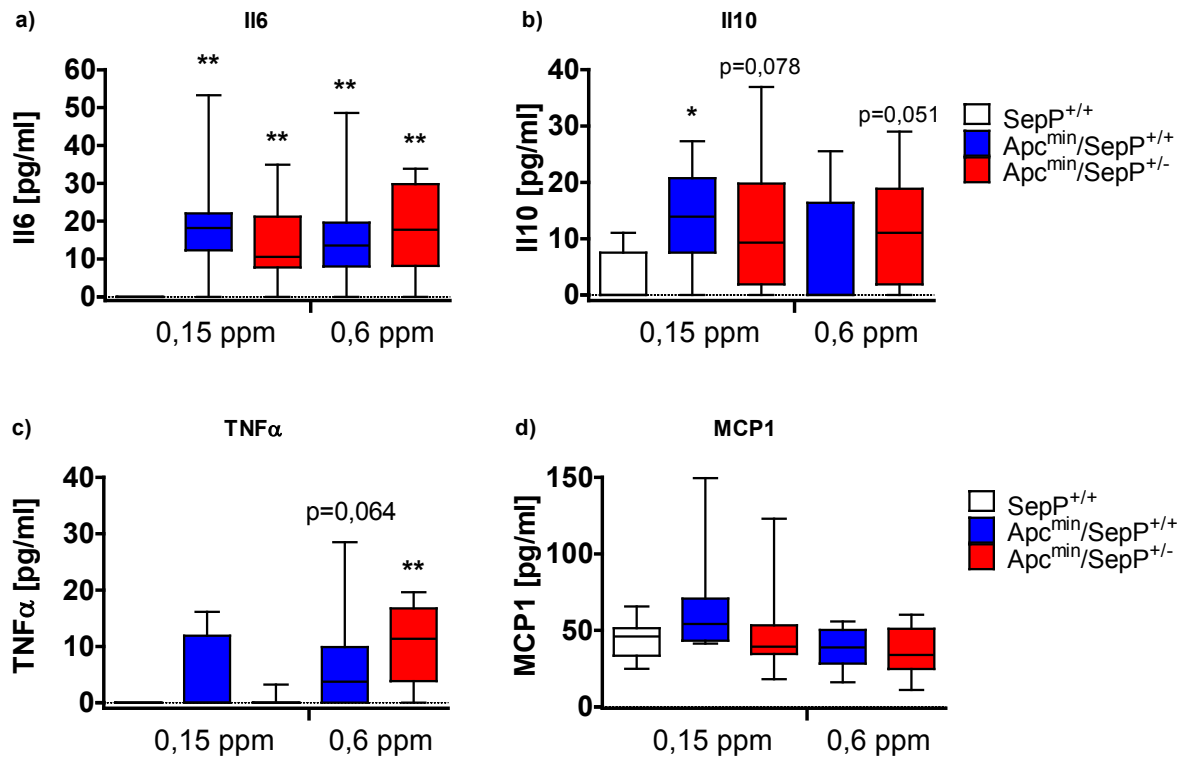 a) Il6
Il6 [pg/ml]
60
50
40
30
20
10
0
**
**
**
**
0,15 ppm 0,6 ppm
b) Il10
Il10 [pg/ml]
40
30
20
10
0
*
p=0,078
p=0,051
0,15 ppm 0,6 ppm
SepP+/+
Apcmin/SepP+/+
Apcmin/SepP+/-
c) TNFα
TNFα [pg/ml]
40
30
20
10
0
p=0,064
**
0,15 ppm 0,6 ppm
d) MCP1
MCP1 [pg/ml]
150
100
50
0
0,15 ppm 0,6 ppm
SepP+/+
Apcmin/SepP+/+
Apcmin/SepP+/-